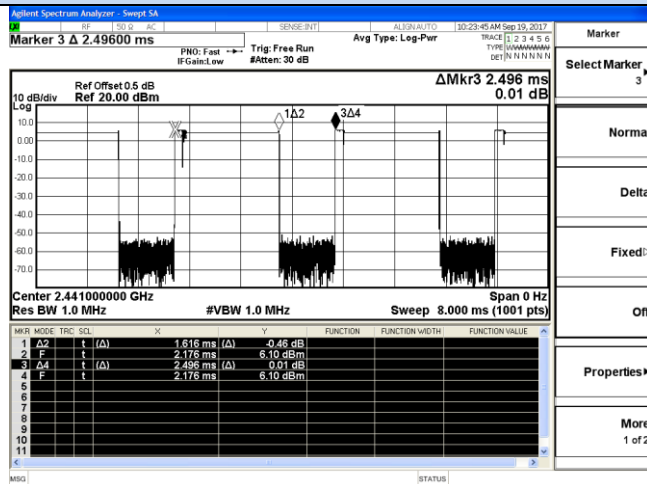 Agilent Spectrum Analyzer - Swept SA
RF 50 Ω AC SENSE:INT ALIGN AUTO 10:23:45 AM Sep 19, 2017
Marker 3 Δ 2.49600 ms
PNO: Fast
IFGain:Low
Trig: Free Run
#Atten: 30 dB
Avg Type: Log-Pwr
TRACE 1 2 3 4 5 6
TYPE WWWWWW
DET N N N N N N
Ref Offset 0.5 dB
10 dB/div Ref 20.00 dBm
Log
ΔMkr3 2.496 ms
0.01 dB
10.0
0.00
-10.0
-20.0
-30.0
-40.0
-50.0
-60.0
-70.0
1Δ2
3Δ4
Center 2.441000000 GHz Span 0 Hz
Res BW 1.0 MHz #VBW 1.0 MHz Sweep 8.000 ms (1001 pts)
MKR MODE TRC SCL X Y FUNCTION FUNCTION WIDTH FUNCTION VALUE
1 Δ2 t (Δ) 1.616 ms (Δ) -0.46 dB
2 F t 2.176 ms 6.10 dBm
3 Δ4 t (Δ) 2.496 ms (Δ) 0.01 dB
4 F t 2.176 ms 6.10 dBm
5
6
7
8
9
10
11
MSG STATUS
Marker
Select Marker
3
Norma
Delta
Fixed
Off
Properties
More
1 of 2